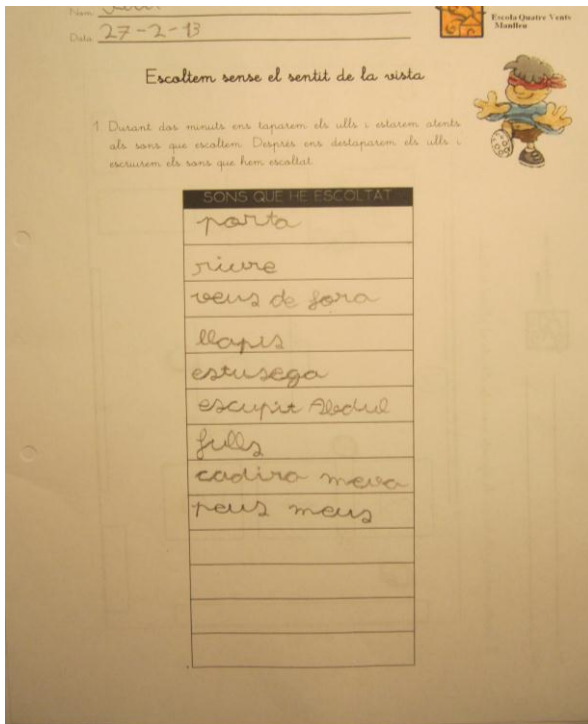 Nom
Escola Quatre Vents
Manlleu
Data 27-2-13
Escoltem sense el sentit de la vista
1. Durant dos minuts ens taparem els ulls i estarem atents
als sons que escoltem. Després ens destaparem els ulls i
escriurem els sons que hem escoltat.
SONS QUE HE ESCOLTAT
porta
riure
veus de fora
llapis
estusega
escupit Abdul
fulls
cadira meva
peus meus